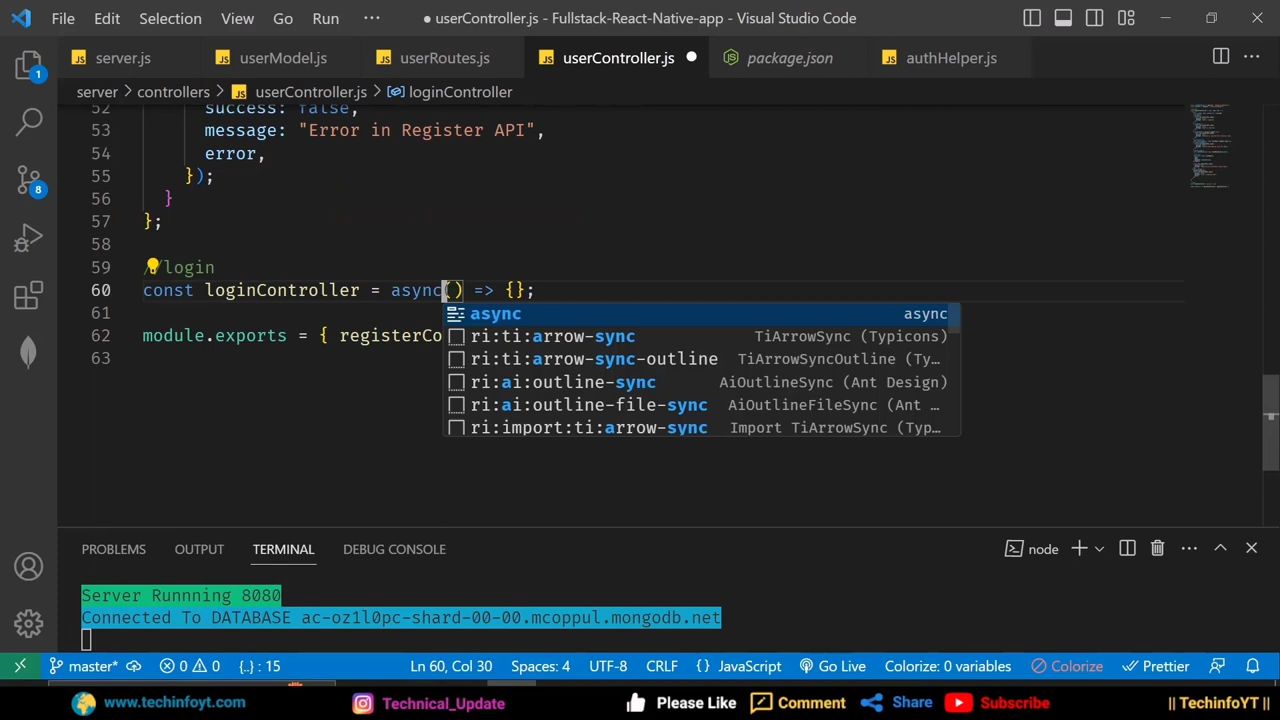 File Edit Selection View Go Run ··· ● userController.js - Fullstack-React-Native-app - Visual Studio Code
JS server.js JS userModel.js JS userRoutes.js JS userController.js ● package.json JS authHelper.js ···
server > controllers > JS userController.js > loginController
52 success: false,
53 message: "Error in Register API",
54 error,
55 });
56 }
57 };
58
59 //login
60 const loginController = async() => {};
61
62 module.exports = { registerCo
63
async async
ri:ti:arrow-sync TiArrowSync (Typicons)
ri:ti:arrow-sync-outline TiArrowSyncOutline (Ty…
ri:ai:outline-sync AiOutlineSync (Ant Design)
ri:ai:outline-file-sync AiOutlineFileSync (Ant …
ri:import:ti:arrow-sync Import TiArrowSync (Typ…
1
8
PROBLEMS OUTPUT TERMINAL DEBUG CONSOLE node
Server Runnning 8080
Connected To DATABASE ac-oz1l0pc-shard-00-00.mcoppul.mongodb.net
master* 0 0 {..} : 15 Ln 60, Col 30 Spaces: 4 UTF-8 CRLF {} JavaScript Go Live Colorize: 0 variables Colorize Prettier
www.techinfoyt.com Technical_Update Please Like Comment Share Subscribe || TechinfoYT ||